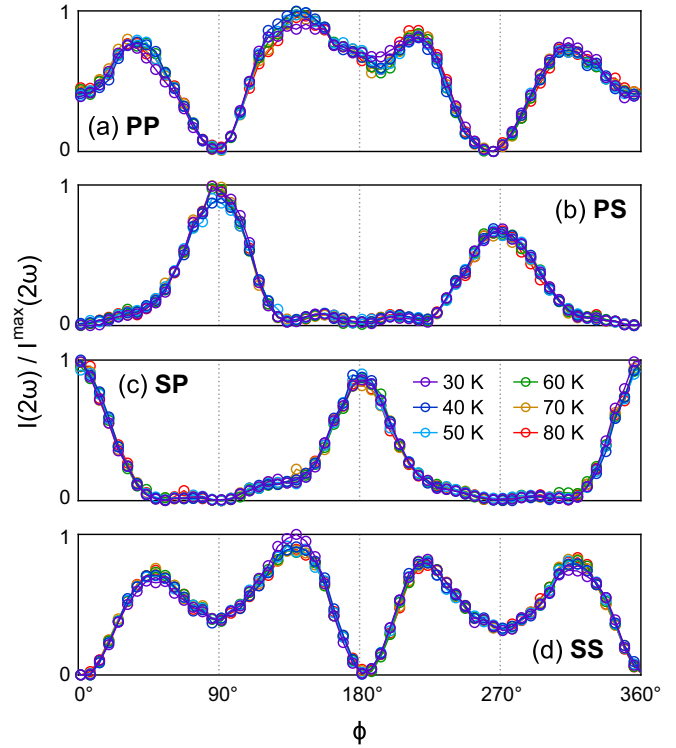 1
(a) PP
0
1
(b) PS
0
1
(c) SP
30 K 60 K
40 K 70 K
50 K 80 K
0
1
(d) SS
0
I(2ω) / Iᵐᵃˣ(2ω)
0° 90° 180° 270° 360°
ϕ